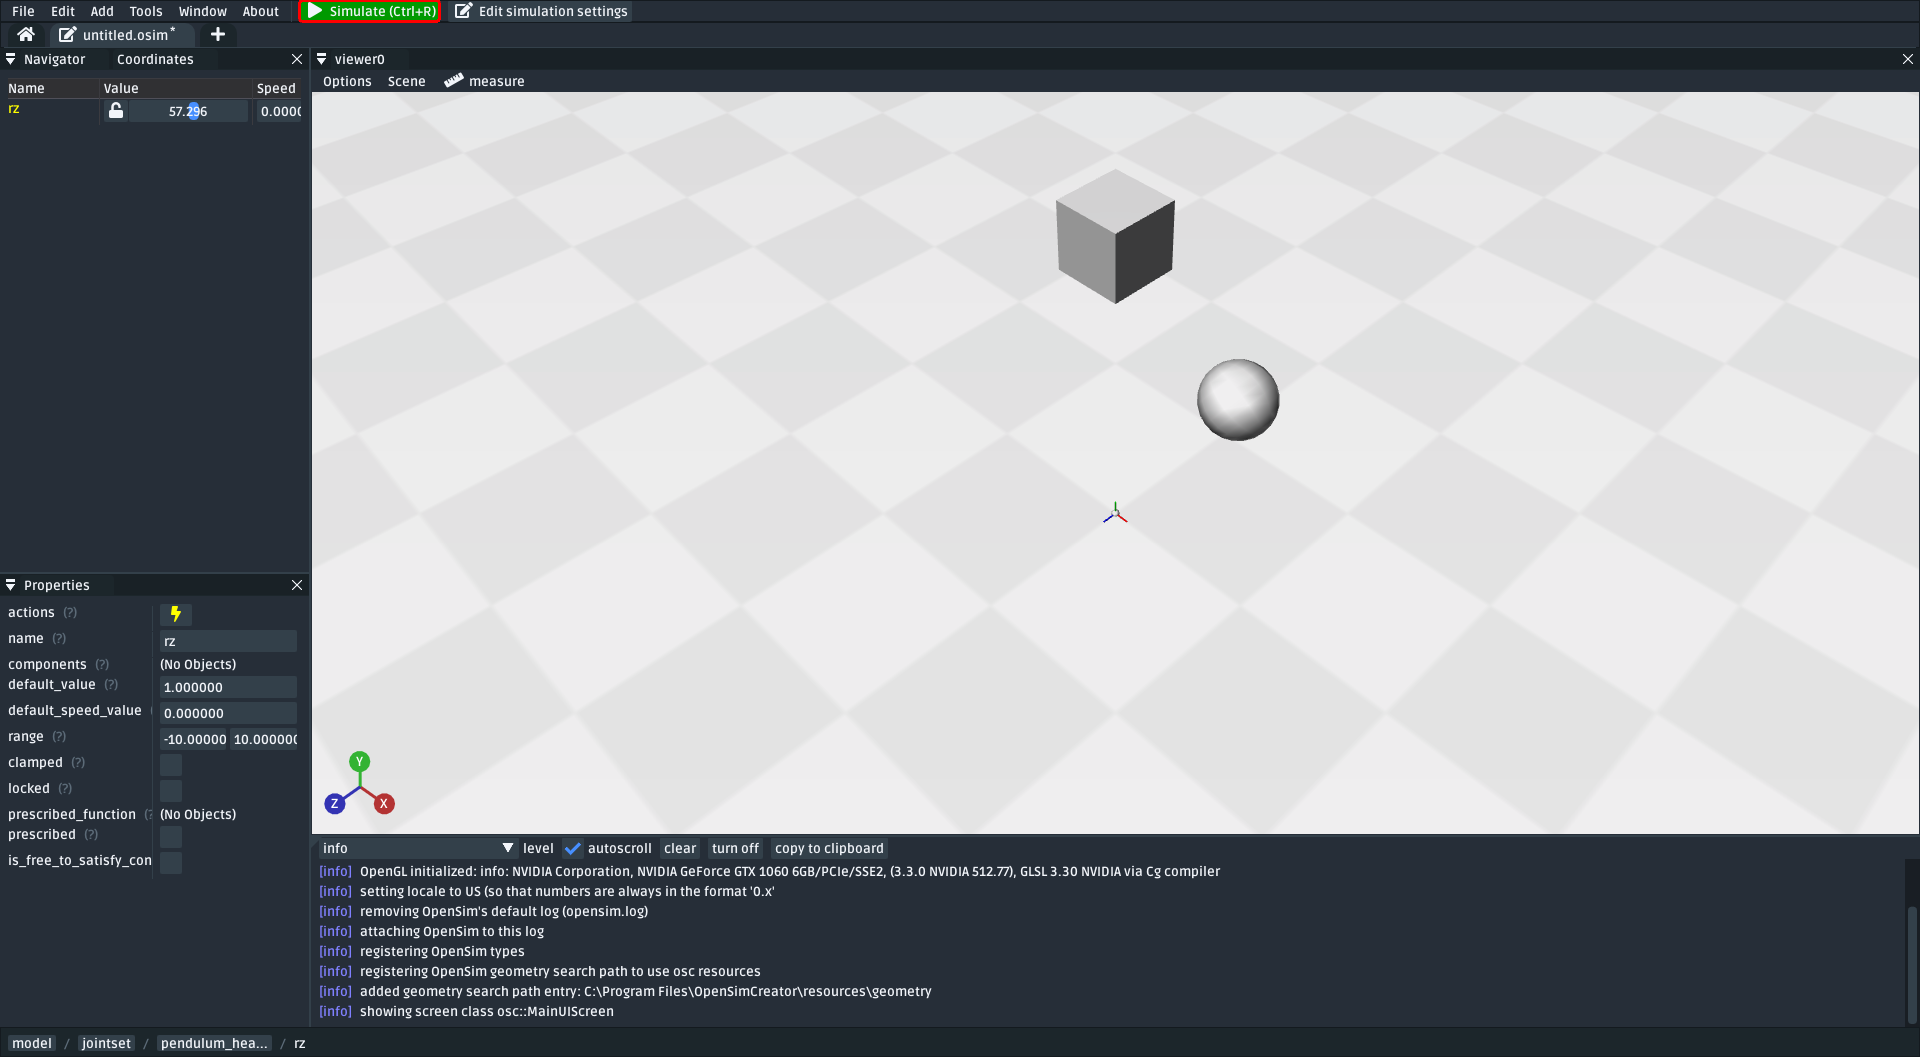 File Edit Add Tools Window About Simulate (Ctrl+R) Edit simulation settings
untitled.osim*
Navigator Coordinates
Name Value Speed
rz 57.296 0.0000
viewer0
Options Scene measure
Y
Z X
Properties
actions (?)
name (?) rz
components (?) (No Objects)
default_value (?) 1.000000
default_speed_value 0.000000
range (?) -10.00000 10.000000
clamped (?)
locked (?)
prescribed_function (? (No Objects)
prescribed (?)
is_free_to_satisfy_con
info level autoscroll clear turn off copy to clipboard
[info] OpenGL initialized: info: NVIDIA Corporation, NVIDIA GeForce GTX 1060 6GB/PCIe/SSE2, (3.3.0 NVIDIA 512.77), GLSL 3.30 NVIDIA via Cg compiler
[info] setting locale to US (so that numbers are always in the format '0.x'
[info] removing OpenSim's default log (opensim.log)
[info] attaching OpenSim to this log
[info] registering OpenSim types
[info] registering OpenSim geometry search path to use osc resources
[info] added geometry search path entry: C:\Program Files\OpenSimCreator\resources\geometry
[info] showing screen class osc::MainUIScreen
model / jointset / pendulum_hea... / rz